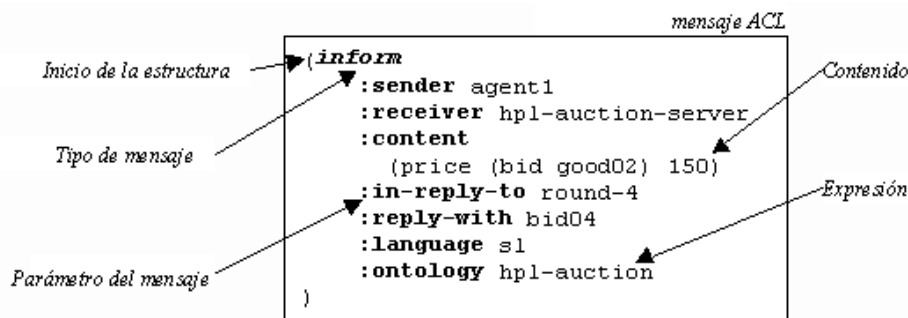 mensaje ACL
Inicio de la estructura
(inform
:sender agent1
Contenido
:receiver hpl-auction-server
:content
Tipo de mensaje
(price (bid good02) 150)
:in-reply-to round-4
Expresión
:reply-with bid04
:language sl
Parámetro del mensaje
:ontology hpl-auction
)